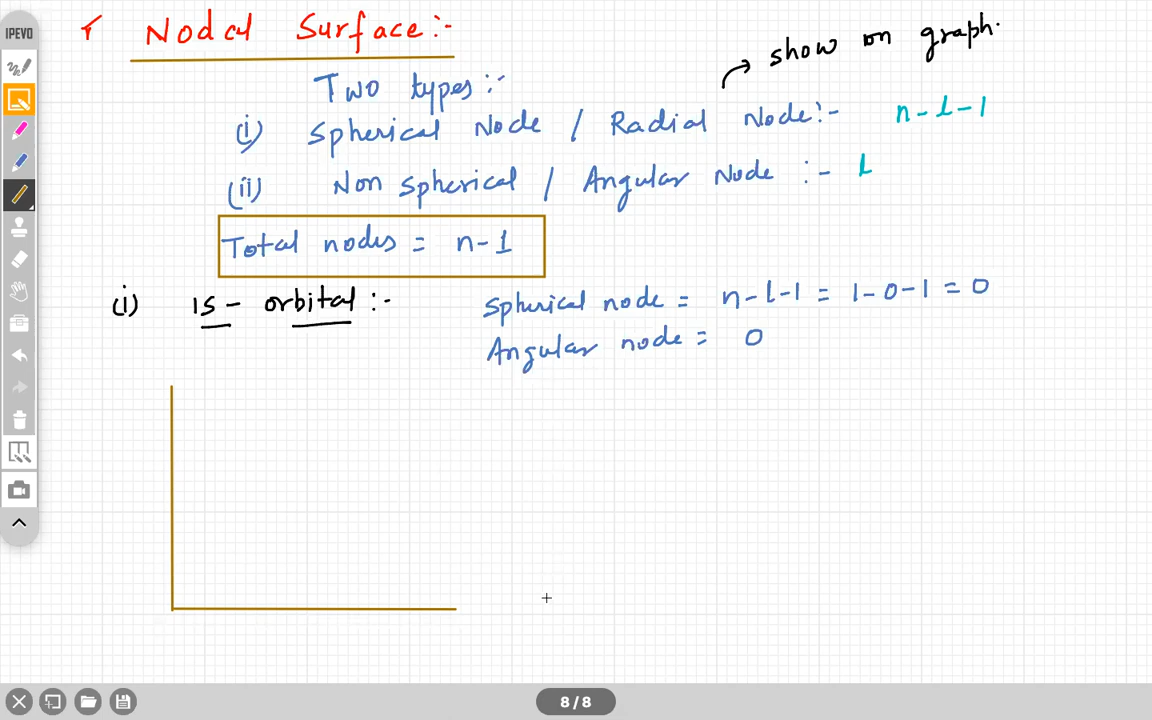 IPEVO
Nodal Surface:-
show on graph.
Two types :-
(i) Spherical Node / Radial Node:- n-l-1
(ii) Non Spherical / Angular Node :- l
Total nodes = n-1
(i) 1s- orbital :-
Spherical node = n-l-1 = 1-0-1 = 0
Angular node = 0
8/8